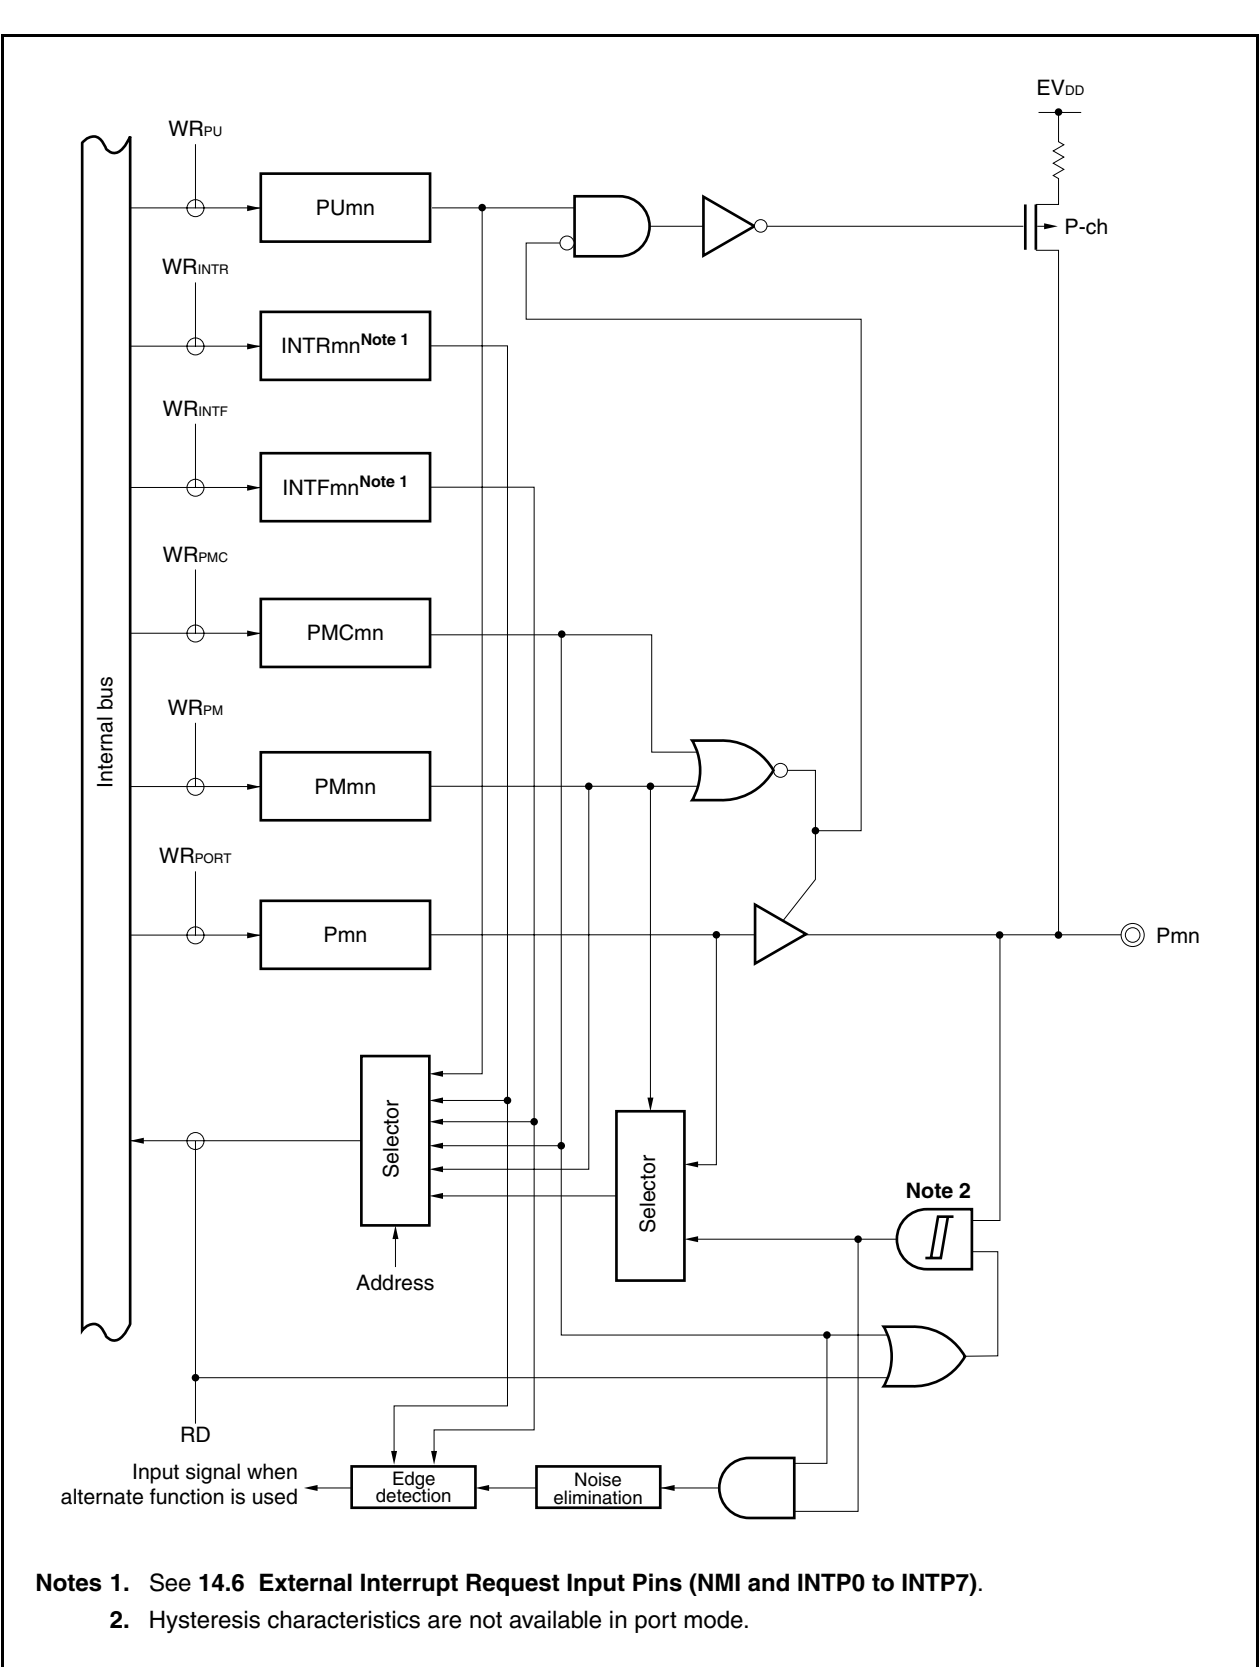 EVDD
WRPU
PUmn
P-ch
WRINTR
INTRmnNote 1
WRINTF
INTFmnNote 1
WRPMC
PMCmn
Internal bus
WRPM
PMmn
WRPORT
Pmn
Pmn
Selector
Selector
Note 2
Address
RD
Input signal when
alternate function is used
Edge
detection
Noise
elimination
Notes 1. See 14.6 External Interrupt Request Input Pins (NMI and INTP0 to INTP7).
2. Hysteresis characteristics are not available in port mode.